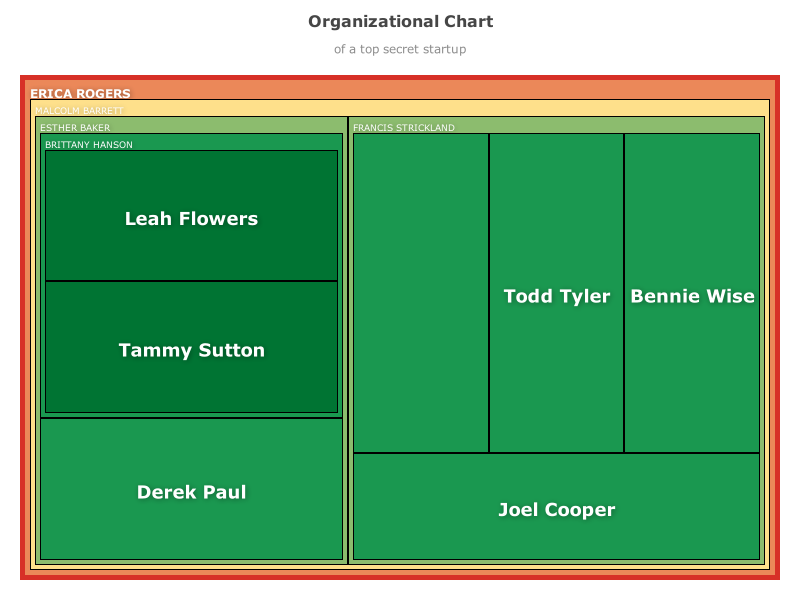 Organizational Chart
of a top secret startup
ERICA ROGERS
MALCOLM BARRETT
ESTHER BAKER
FRANCIS STRICKLAND
BRITTANY HANSON
Leah Flowers
Tammy Sutton
Derek Paul
Todd Tyler
Bennie Wise
Joel Cooper